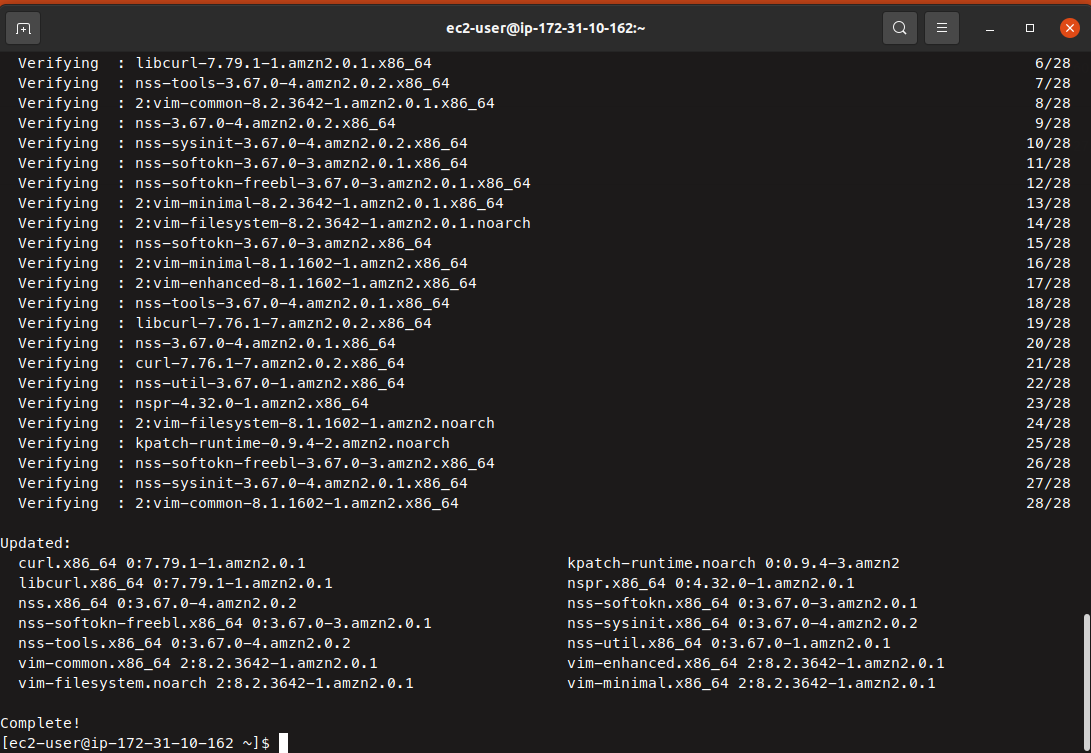 ec2-user@ip-172-31-10-162:~
Verifying : libcurl-7.79.1-1.amzn2.0.1.x86_64 6/28
Verifying : nss-tools-3.67.0-4.amzn2.0.2.x86_64 7/28
Verifying : 2:vim-common-8.2.3642-1.amzn2.0.1.x86_64 8/28
Verifying : nss-3.67.0-4.amzn2.0.2.x86_64 9/28
Verifying : nss-sysinit-3.67.0-4.amzn2.0.2.x86_64 10/28
Verifying : nss-softokn-3.67.0-3.amzn2.0.1.x86_64 11/28
Verifying : nss-softokn-freebl-3.67.0-3.amzn2.0.1.x86_64 12/28
Verifying : 2:vim-minimal-8.2.3642-1.amzn2.0.1.x86_64 13/28
Verifying : 2:vim-filesystem-8.2.3642-1.amzn2.0.1.noarch 14/28
Verifying : nss-softokn-3.67.0-3.amzn2.x86_64 15/28
Verifying : 2:vim-minimal-8.1.1602-1.amzn2.x86_64 16/28
Verifying : 2:vim-enhanced-8.1.1602-1.amzn2.x86_64 17/28
Verifying : nss-tools-3.67.0-4.amzn2.0.1.x86_64 18/28
Verifying : libcurl-7.76.1-7.amzn2.0.2.x86_64 19/28
Verifying : nss-3.67.0-4.amzn2.0.1.x86_64 20/28
Verifying : curl-7.76.1-7.amzn2.0.2.x86_64 21/28
Verifying : nss-util-3.67.0-1.amzn2.x86_64 22/28
Verifying : nspr-4.32.0-1.amzn2.x86_64 23/28
Verifying : 2:vim-filesystem-8.1.1602-1.amzn2.noarch 24/28
Verifying : kpatch-runtime-0.9.4-2.amzn2.noarch 25/28
Verifying : nss-softokn-freebl-3.67.0-3.amzn2.x86_64 26/28
Verifying : nss-sysinit-3.67.0-4.amzn2.0.1.x86_64 27/28
Verifying : 2:vim-common-8.1.1602-1.amzn2.x86_64 28/28
Updated:
curl.x86_64 0:7.79.1-1.amzn2.0.1 kpatch-runtime.noarch 0:0.9.4-3.amzn2
libcurl.x86_64 0:7.79.1-1.amzn2.0.1 nspr.x86_64 0:4.32.0-1.amzn2.0.1
nss.x86_64 0:3.67.0-4.amzn2.0.2 nss-softokn.x86_64 0:3.67.0-3.amzn2.0.1
nss-softokn-freebl.x86_64 0:3.67.0-3.amzn2.0.1 nss-sysinit.x86_64 0:3.67.0-4.amzn2.0.2
nss-tools.x86_64 0:3.67.0-4.amzn2.0.2 nss-util.x86_64 0:3.67.0-1.amzn2.0.1
vim-common.x86_64 2:8.2.3642-1.amzn2.0.1 vim-enhanced.x86_64 2:8.2.3642-1.amzn2.0.1
vim-filesystem.noarch 2:8.2.3642-1.amzn2.0.1 vim-minimal.x86_64 2:8.2.3642-1.amzn2.0.1
Complete!
[ec2-user@ip-172-31-10-162 ~]$